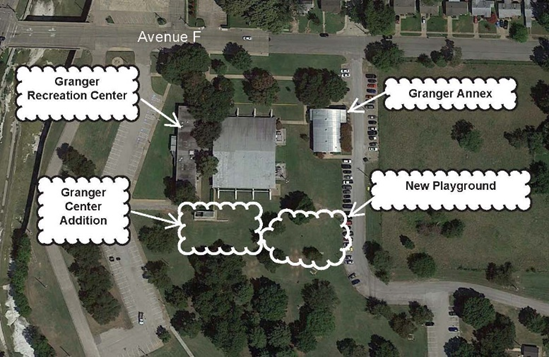 Avenue F
Granger
Recreation Center
Granger Annex
Granger
Center
Addition
New Playground